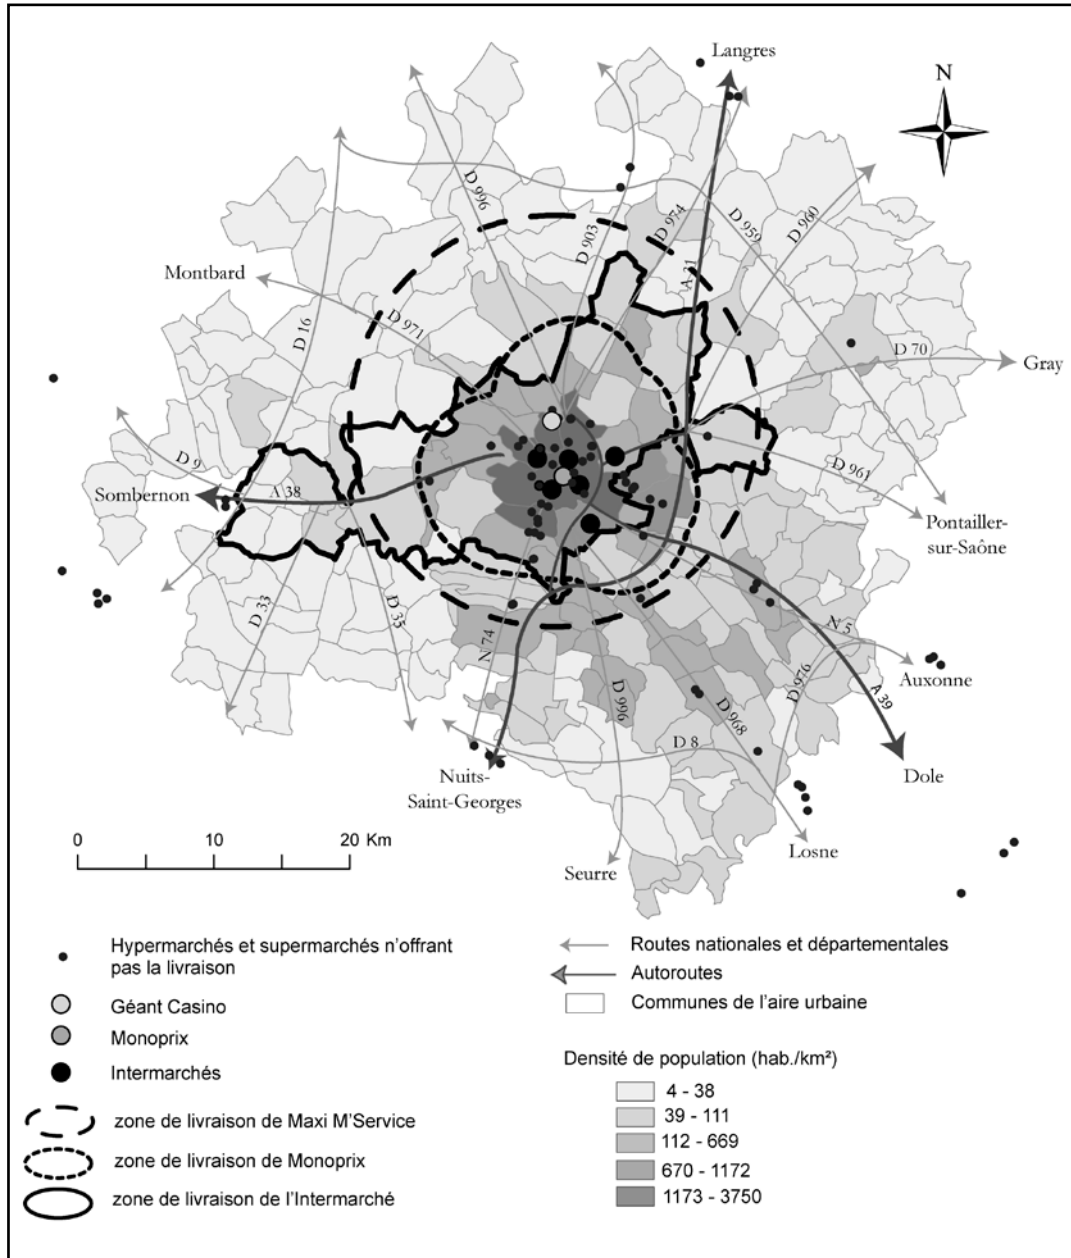 Langres
N
D 996
D 903
D 974
A 31
D 959
D 960
Montbard
D 16
D 971
D 70
Gray
D 9
Sombernon
A 38
D 961
Pontailler-
sur-Saône
D 33
D 35
N 74
D 966
D 968
N 5
D 976
A 39
Auxonne
D 8
Dole
Nuits-
Saint-Georges
Losne
Seurre
0 10 20 Km
Hypermarchés et supermarchés n'offrant
pas la livraison
Géant Casino
Monoprix
Intermarchés
zone de livraison de Maxi M'Service
zone de livraison de Monoprix
zone de livraison de l'Intermarché
Routes nationales et départementales
Autoroutes
Communes de l'aire urbaine
Densité de population (hab./km²)
4 - 38
39 - 111
112 - 669
670 - 1172
1173 - 3750